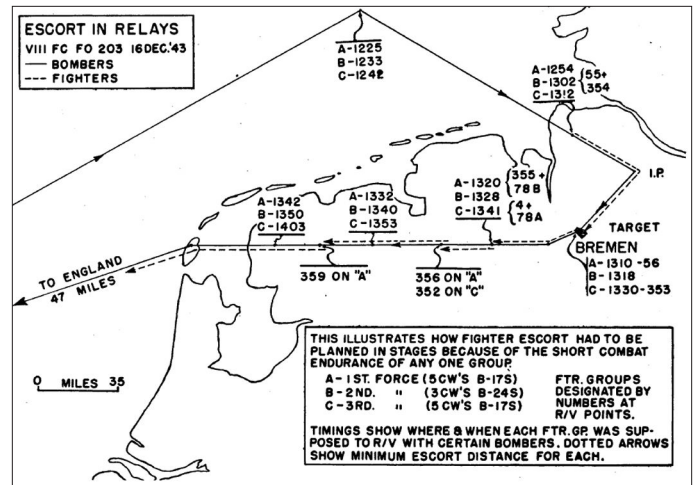 ESCORT IN RELAYS
VIII FC FO 203 16 DEC.'43
— BOMBERS
--- FIGHTERS
A-1225
B-1233
C-1242
A-1254
B-1302
C-1312
55+
354
I.P.
A-1320
B-1328
C-1341
355+
78B
4+
78A
A-1342
B-1350
C-1403
A-1332
B-1340
C-1353
TARGET
BREMEN
A-1310-56
B-1318
C-1330-353
359 ON "A"
356 ON "A"
352 ON "C"
TO ENGLAND
47 MILES
0 MILES 35
THIS ILLUSTRATES HOW FIGHTER ESCORT HAD TO BE
PLANNED IN STAGES BECAUSE OF THE SHORT COMBAT
ENDURANCE OF ANY ONE GROUP.
A-1ST. FORCE (5CW'S B-17S)
B-2ND. " (3CW'S B-24S)
C-3RD. " (5CW'S B-17S)
FTR. GROUPS
DESIGNATED BY
NUMBERS AT
R/V POINTS.
TIMINGS SHOW WHERE & WHEN EACH FTR. GP. WAS SUP-
POSED TO R/V WITH CERTAIN BOMBERS. DOTTED ARROWS
SHOW MINIMUM ESCORT DISTANCE FOR EACH.